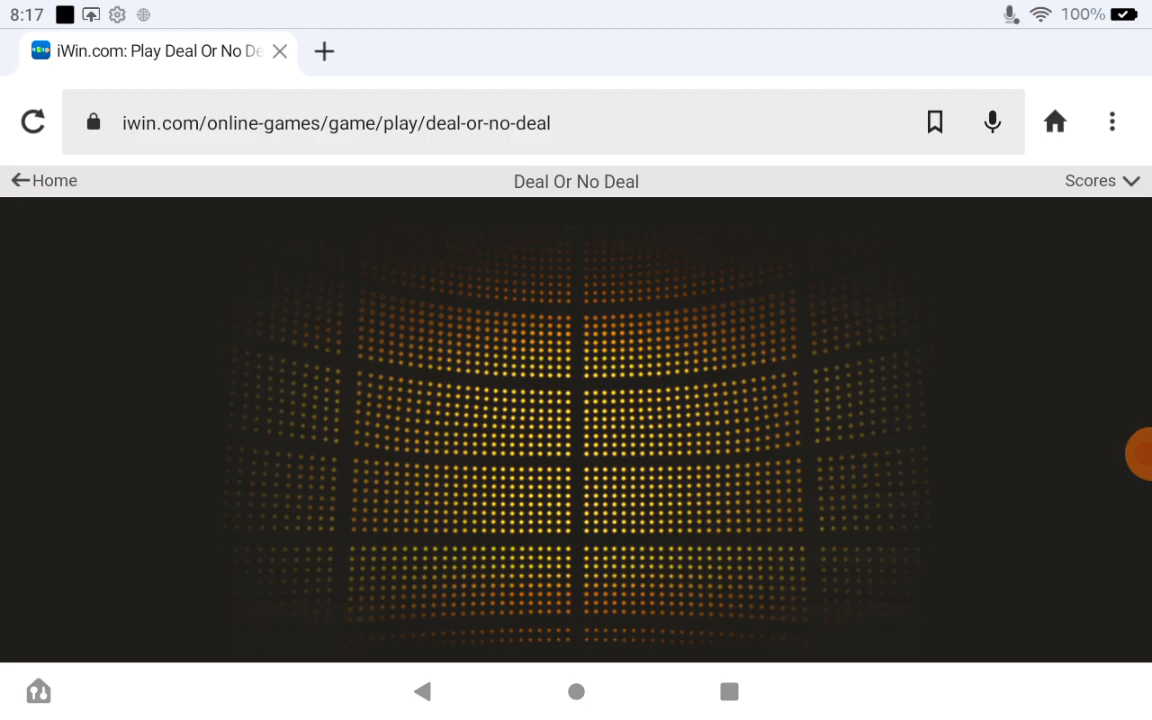 8:17
100%
iWin.com: Play Deal Or No De
iwin.com/online-games/game/play/deal-or-no-deal
Home
Deal Or No Deal
Scores